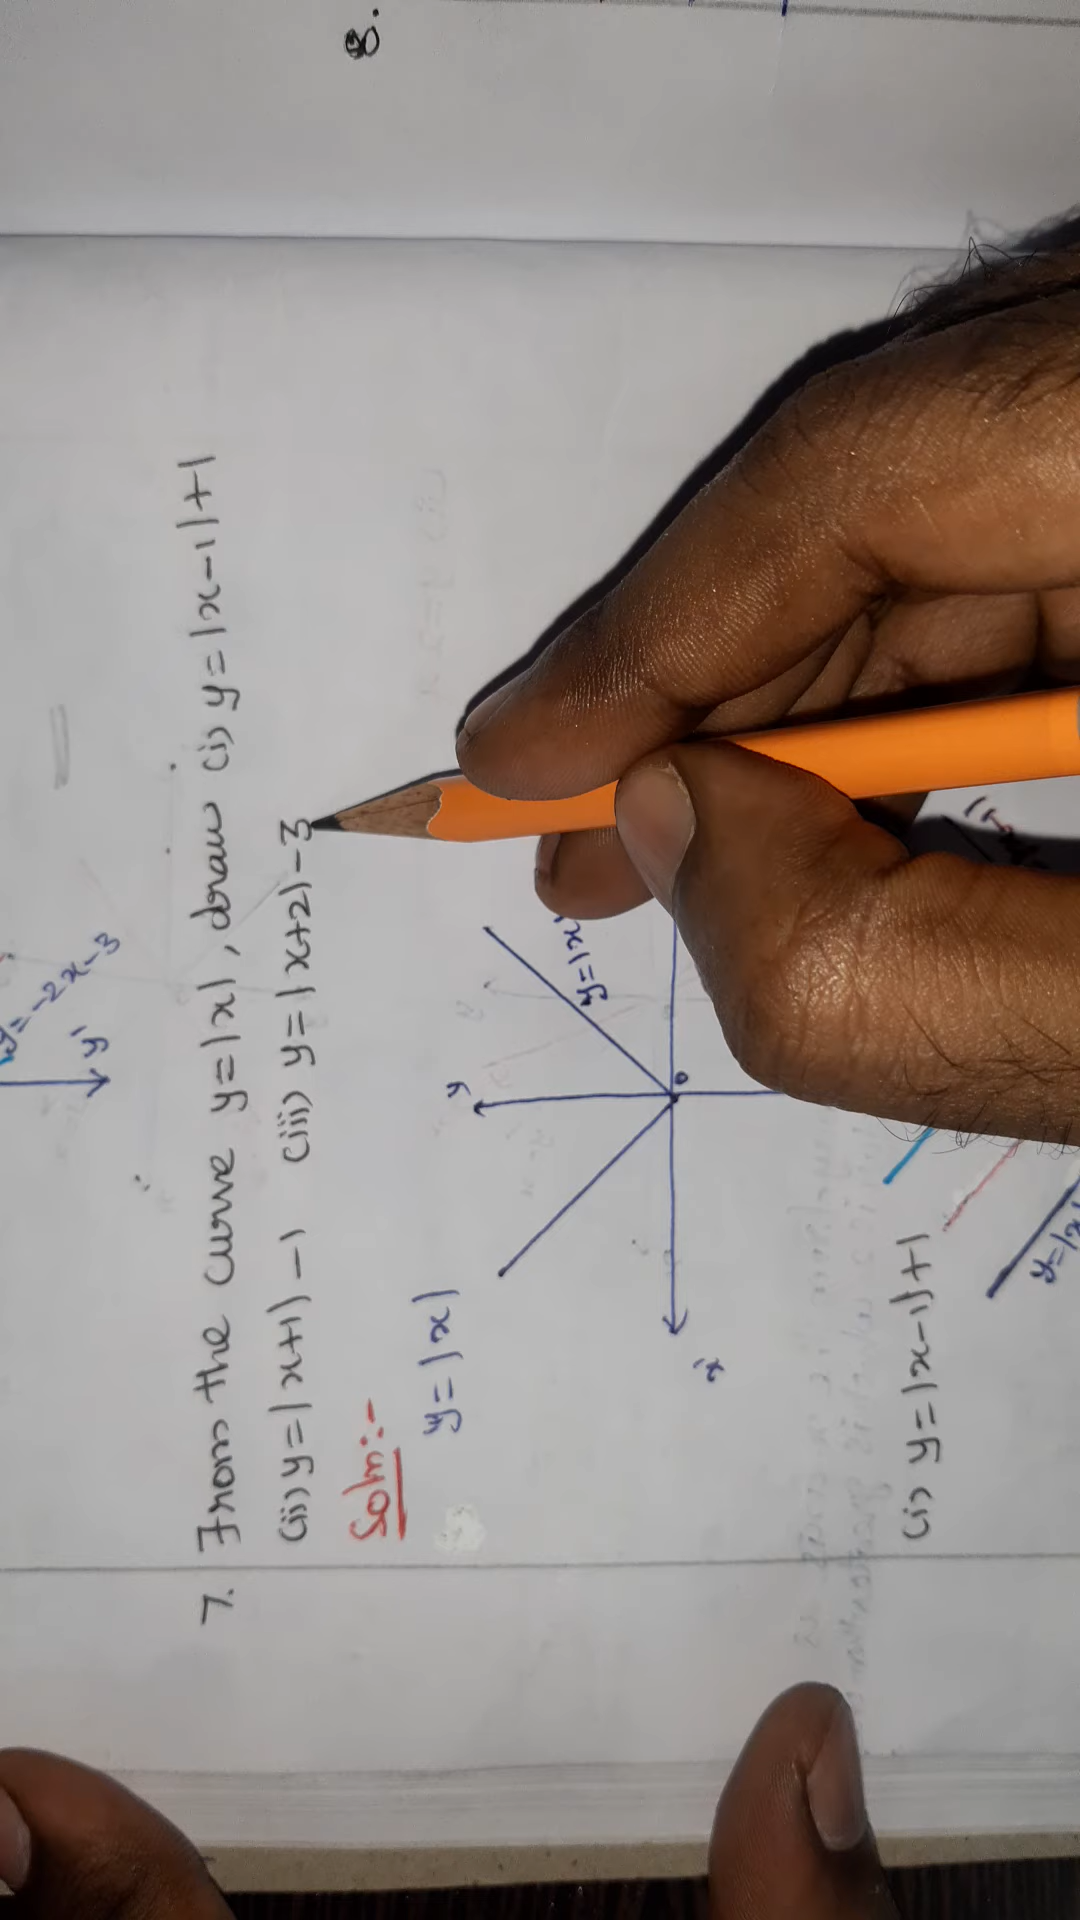 y=-2x-3
y'
7. From the curve y=|x|, draw (i) y=|x-1|+1
(ii) y=|x+1|-1 (iii) y=|x+2|-3
Soln:-
y=|x|
y
y=|x|
0
x'
(i) y=|x-1|+1
y=|x|
8.